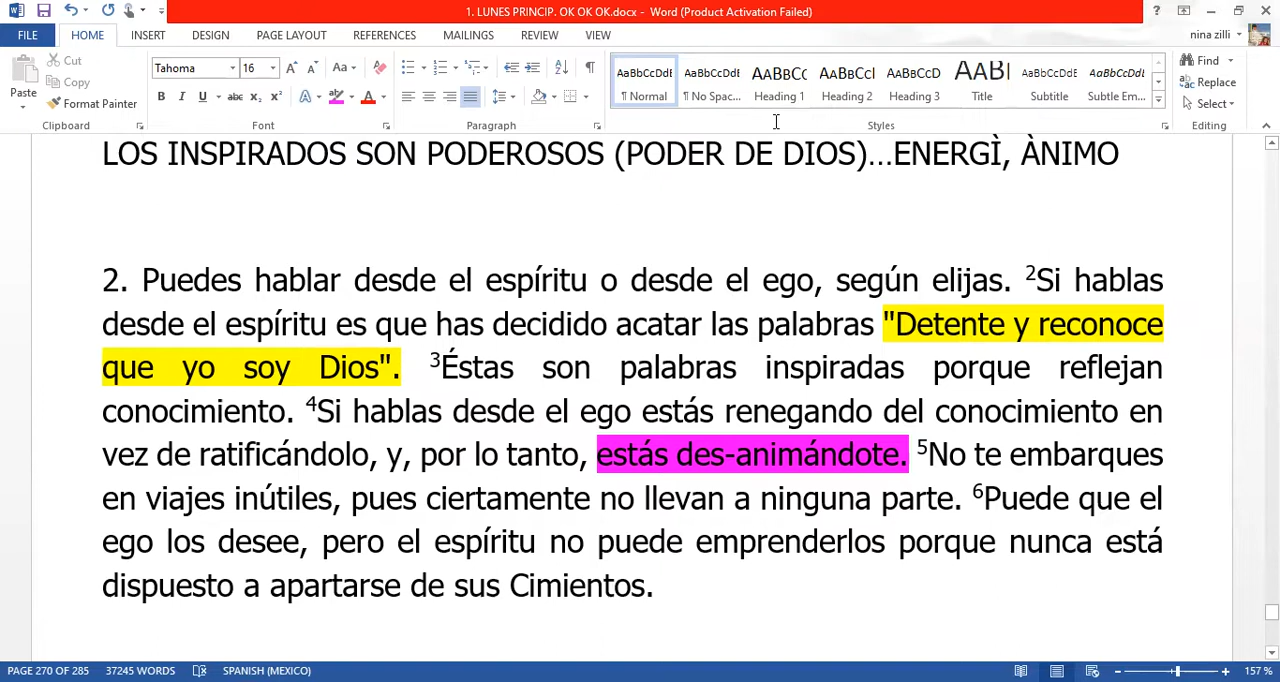 1. LUNES PRINCIP. OK OK OK.docx - Word (Product Activation Failed)
FILE HOME INSERT DESIGN PAGE LAYOUT REFERENCES MAILINGS REVIEW VIEW nina zilli
Cut
Copy
Format Painter
Paste
Clipboard
Tahoma 16
Font
Paragraph
AaBbCcDdE AaBbCcDdE AABBCC AABBCCI AABBCCD AABI AaBbCcDdE AaBbCcDdE
¶ Normal ¶ No Spac... Heading 1 Heading 2 Heading 3 Title Subtitle Subtle Em...
Styles
Find
Replace
Select
Editing
LOS INSPIRADOS SON PODEROSOS (PODER DE DIOS)...ENERGÌ, ÀNIMO
2. Puedes hablar desde el espíritu o desde el ego, según elijas. ²Si hablas
desde el espíritu es que has decidido acatar las palabras "Detente y reconoce
que yo soy Dios". ³Éstas son palabras inspiradas porque reflejan
conocimiento. ⁴Si hablas desde el ego estás renegando del conocimiento en
vez de ratificándolo, y, por lo tanto, estás des-animándote. ⁵No te embarques
en viajes inútiles, pues ciertamente no llevan a ninguna parte. ⁶Puede que el
ego los desee, pero el espíritu no puede emprenderlos porque nunca está
dispuesto a apartarse de sus Cimientos.
PAGE 270 OF 285 37245 WORDS SPANISH (MEXICO) 157 %